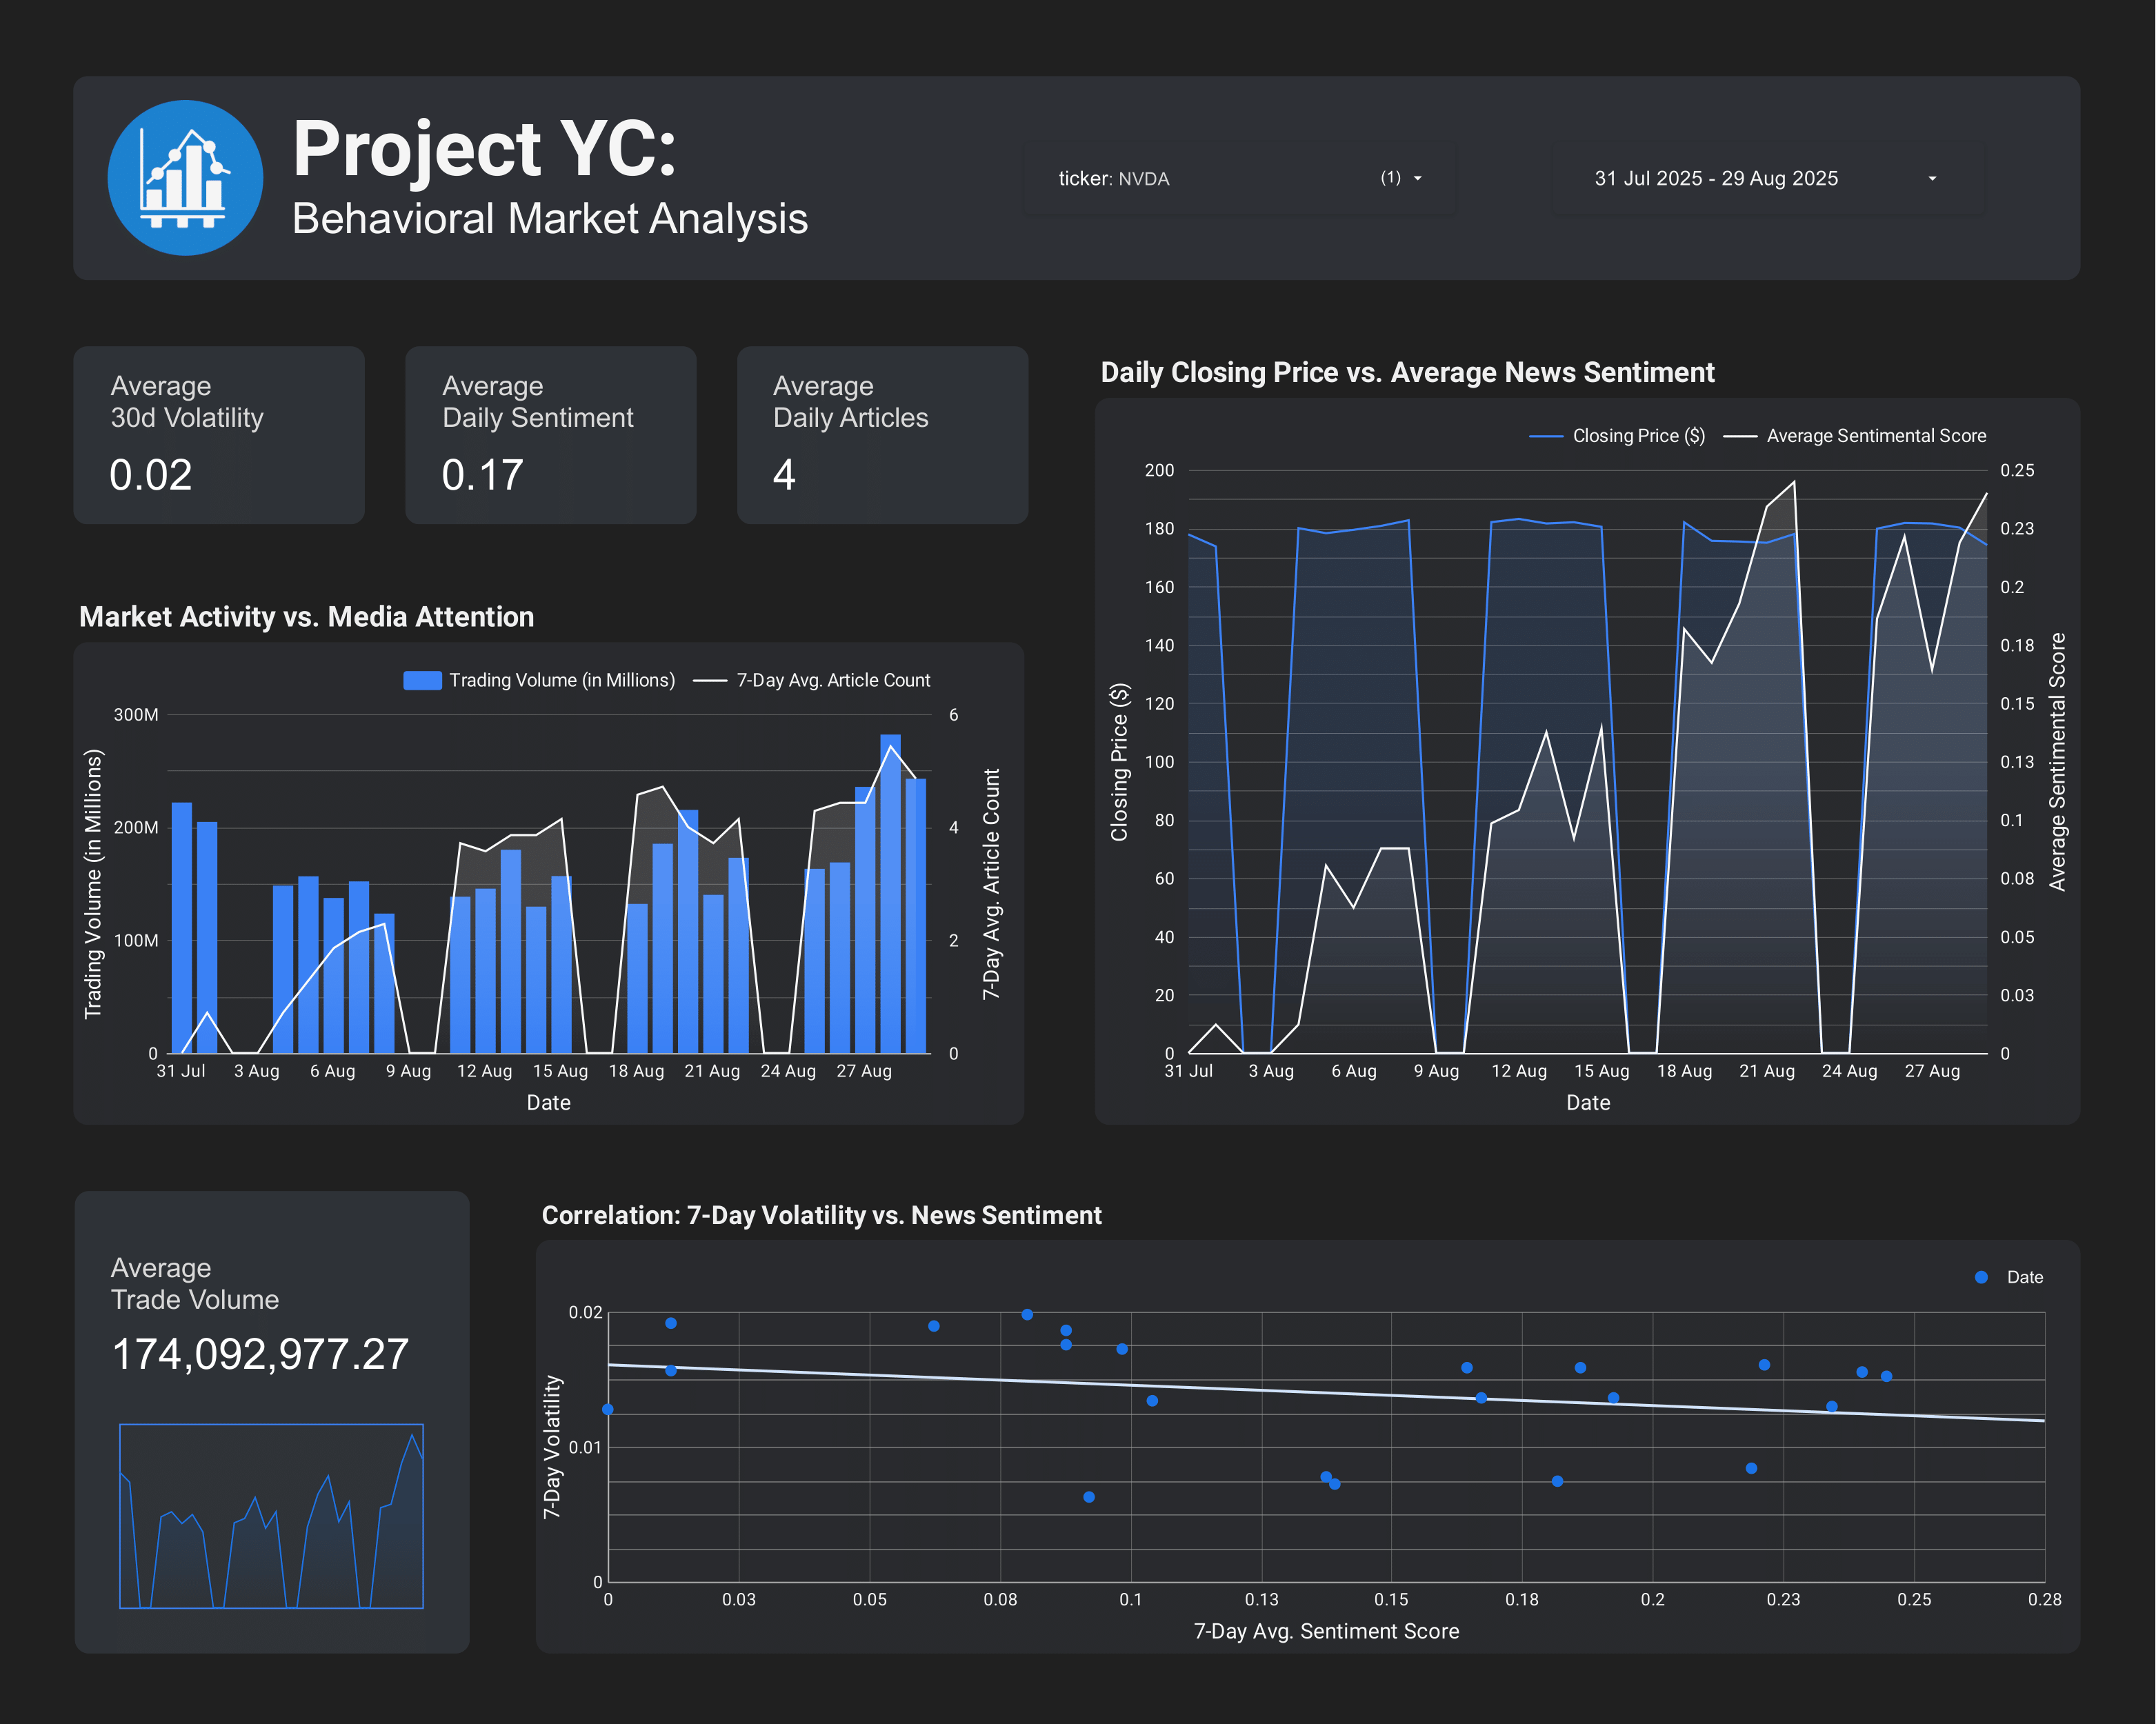 Project YC:
Behavioral Market Analysis
ticker: NVDA (1)
31 Jul 2025 - 29 Aug 2025
Average
30d Volatility
0.02
Average
Daily Sentiment
0.17
Average
Daily Articles
4
Market Activity vs. Media Attention
Trading Volume (in Millions) 7-Day Avg. Article Count
Trading Volume (in Millions)
300M
200M
100M
0
6
4
2
0
7-Day Avg. Article Count
31 Jul 3 Aug 6 Aug 9 Aug 12 Aug 15 Aug 18 Aug 21 Aug 24 Aug 27 Aug
Date
Daily Closing Price vs. Average News Sentiment
Closing Price ($) Average Sentimental Score
Closing Price ($)
200
180
160
140
120
100
80
60
40
20
0
0.25
0.23
0.2
0.18
0.15
0.13
0.1
0.08
0.05
0.03
0
Average Sentimental Score
31 Jul 3 Aug 6 Aug 9 Aug 12 Aug 15 Aug 18 Aug 21 Aug 24 Aug 27 Aug
Date
Average
Trade Volume
174,092,977.27
Correlation: 7-Day Volatility vs. News Sentiment
Date
7-Day Volatility
0.02
0.01
0
0 0.03 0.05 0.08 0.1 0.13 0.15 0.18 0.2 0.23 0.25 0.28
7-Day Avg. Sentiment Score